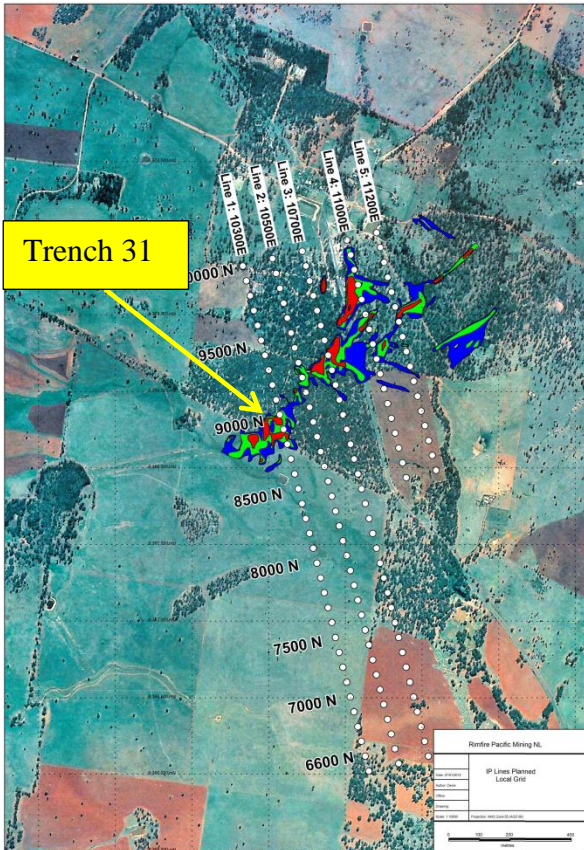 Line 5: 11200E
Line 4: 11000E
Line 3: 10700E
Line 2: 10500E
Line 1: 10300E
Trench 31
0000 N
9500 N
9000 N
8500 N
8000 N
7500 N
7000 N
6600 N
Rimfire Pacific Mining NL
IP Lines Planned
Local Grid
0 100 200 400
metres